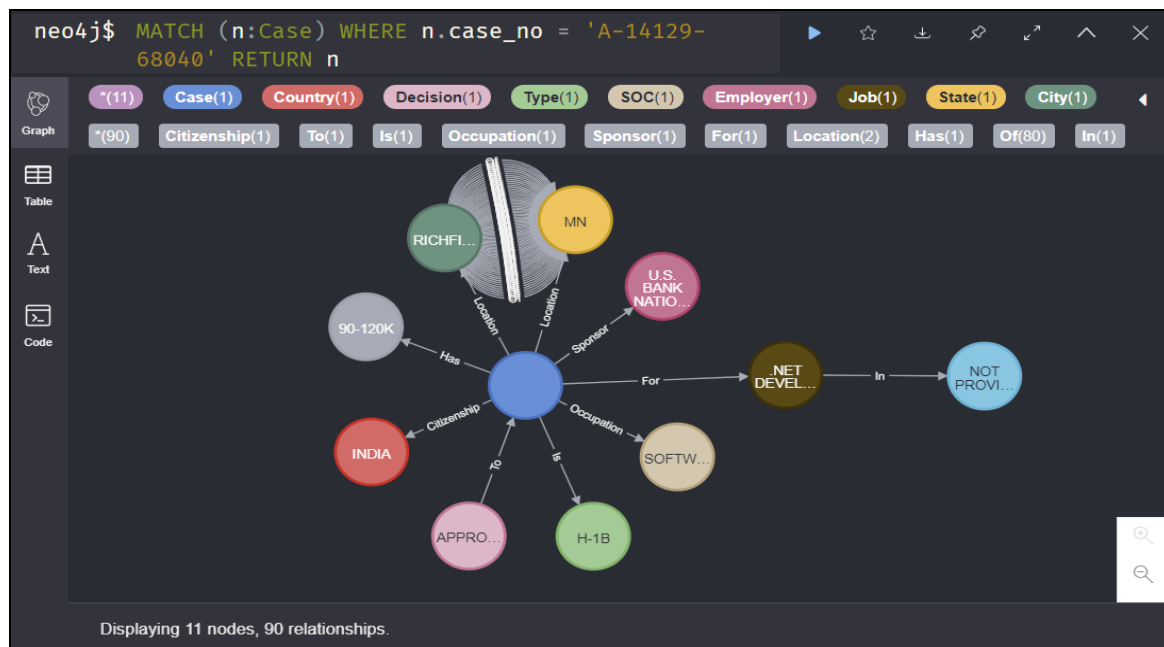 neo4j$ MATCH (n:Case) WHERE n.case_no = 'A-14129-
68040' RETURN n
Graph
Table
Text
Code
*(11) Case(1) Country(1) Decision(1) Type(1) SOC(1) Employer(1) Job(1) State(1) City(1)
*(90) Citizenship(1) To(1) Is(1) Occupation(1) Sponsor(1) For(1) Location(2) Has(1) Of(80) In(1)
MN
RICHFI...
U.S.
BANK
NATIO...
Location
Location
90-120K
Sponsor
Has
For
.NET
DEVEL...
In
NOT
PROVI...
Citizenship
Occupation
INDIA
To
Is
SOFTW...
APPRO...
H-1B
Displaying 11 nodes, 90 relationships.